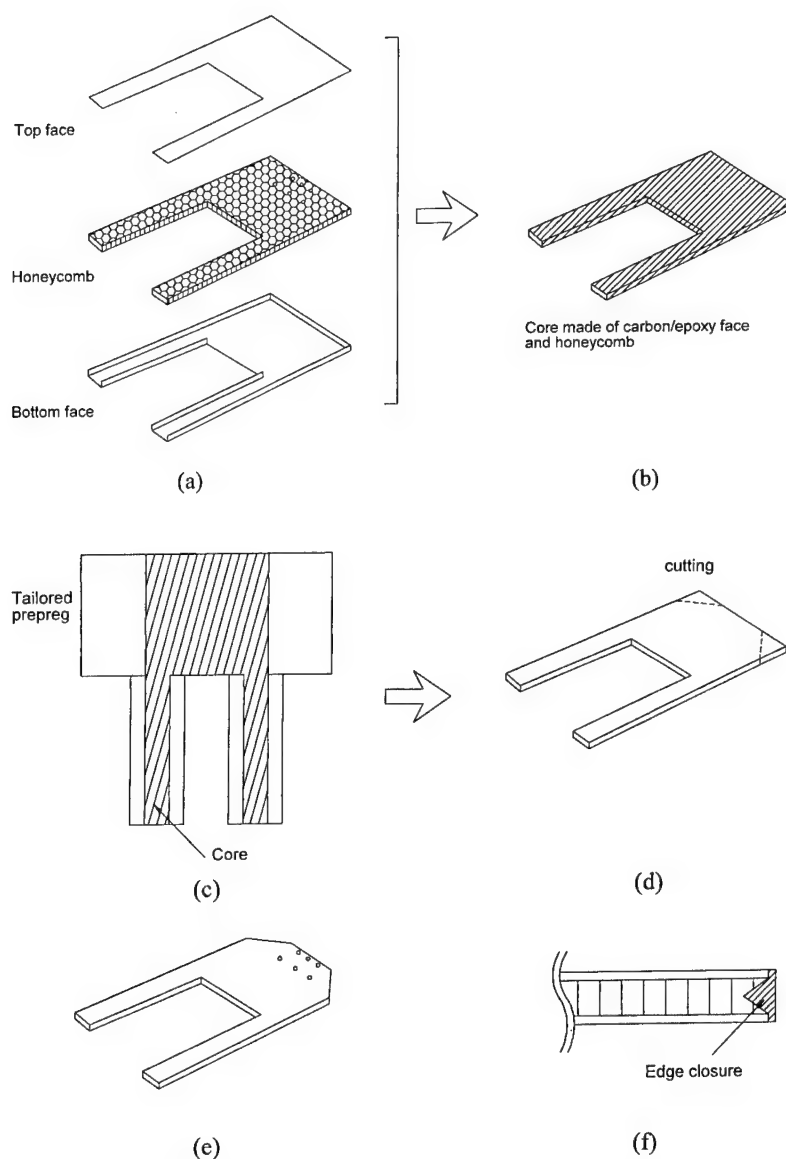 Top face
Honeycomb
Bottom face
(a)
Core made of carbon/epoxy face
and honeycomb
(b)
Tailored
prepreg
Core
(c)
cutting
(d)
(e)
Edge closure
(f)